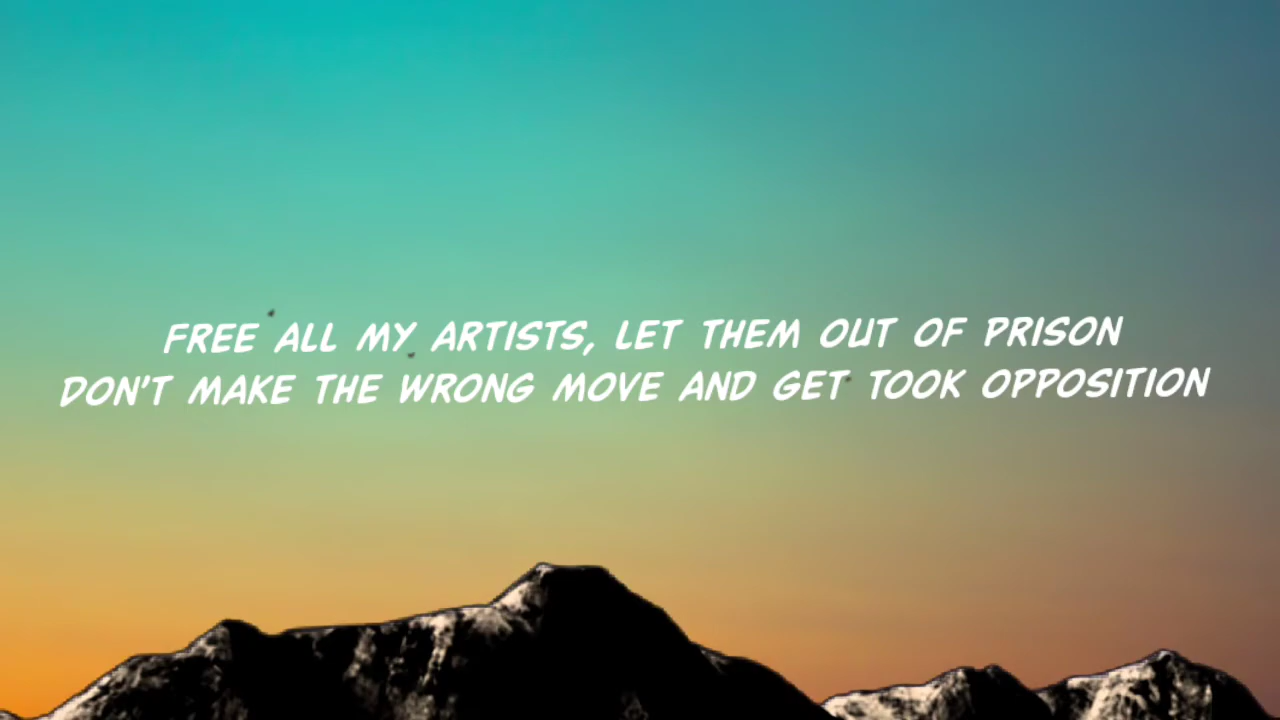 FREE ALL MY ARTISTS, LET THEM OUT OF PRISON
DON'T MAKE THE WRONG MOVE AND GET TOOK OPPOSITION